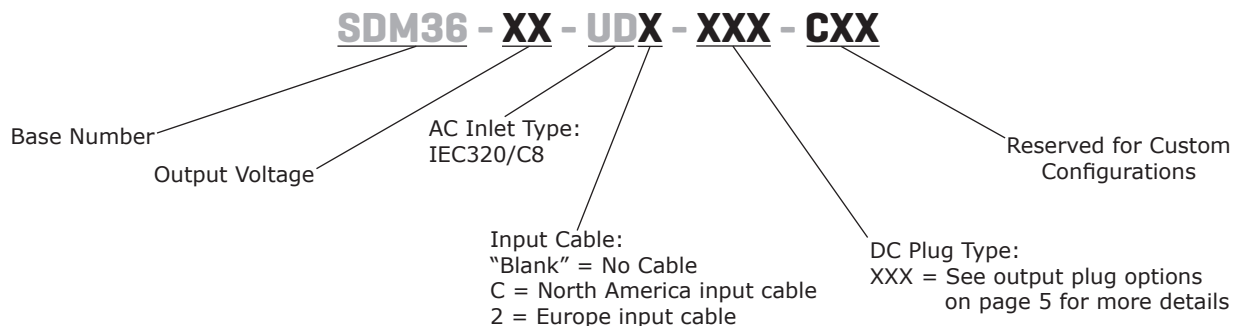 SDM36 - XX - UDX - XXX - CXX
Base Number
Output Voltage
AC Inlet Type:
IEC320/C8
Input Cable:
“Blank” = No Cable
C = North America input cable
2 = Europe input cable
DC Plug Type:
XXX = See output plug options
on page 5 for more details
Reserved for Custom
Configurations